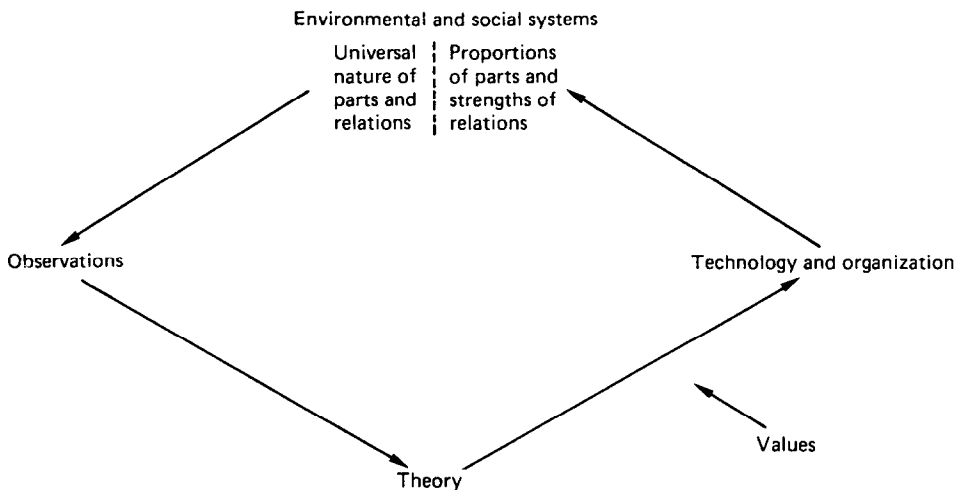 Environmental and social systems
Universal
nature of
parts and
relations
Proportions
of parts and
strengths of
relations
Observations
Technology and organization
Values
Theory